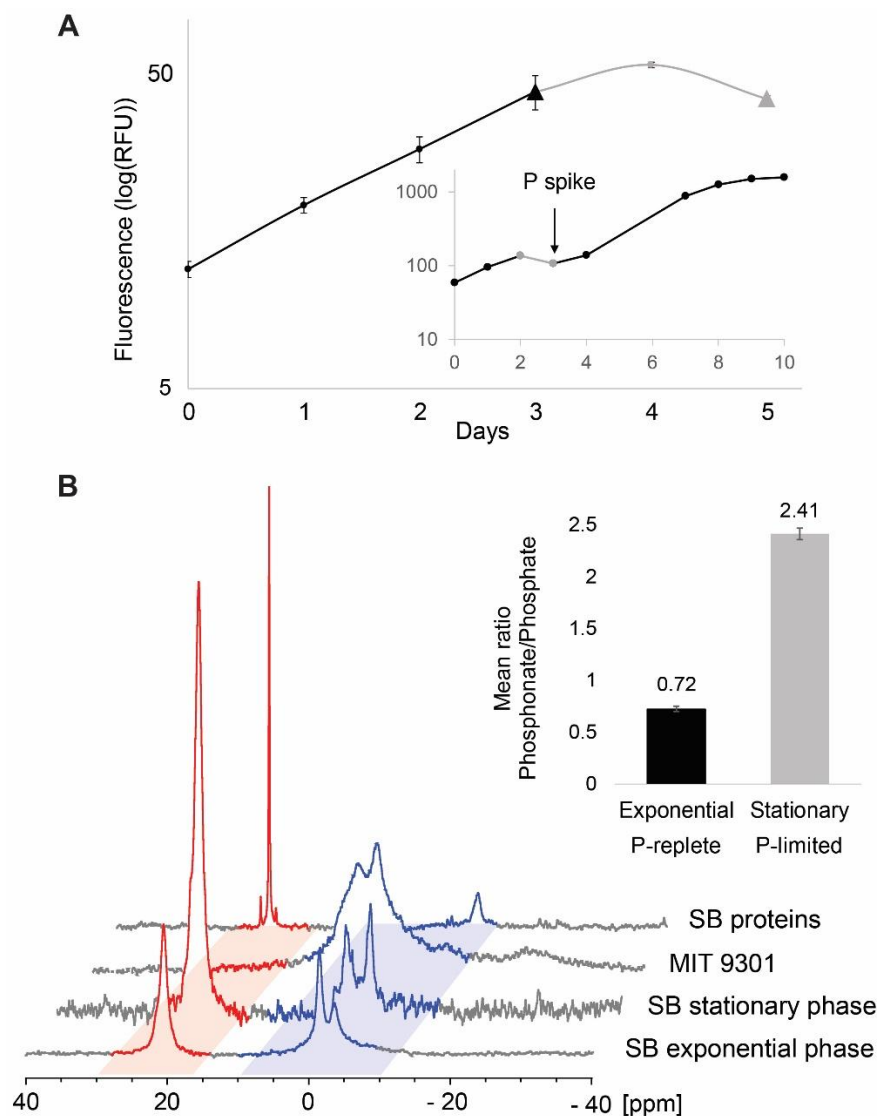 A
Fluorescence (log(RFU))
50
5
P spike
1000
100
10
0 2 4 6 8 10
0 1 2 3 4 5
Days
B
Mean ratio
Phosphonate/Phosphate
2.5
2
1.5
1
0.5
0
2.41
0.72
Exponential Stationary
P-replete P-limited
SB proteins
MIT 9301
SB stationary phase
SB exponential phase
40 20 0 - 20 - 40 [ppm]